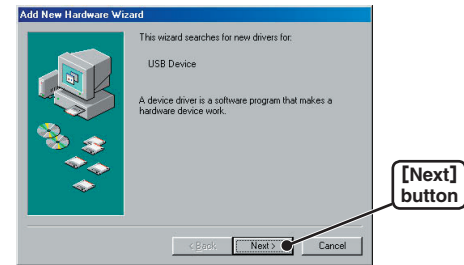 Add New Hardware Wizard
This wizard searches for new drivers for:
USB Device
A device driver is a software program that makes a
hardware device work.
[Next]
button
< Back
Next >
Cancel